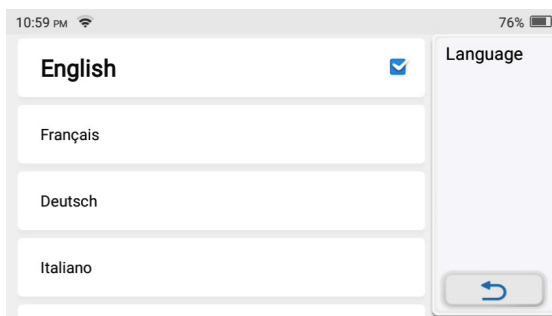 10:59 PM
76%
English
Language
Français
Deutsch
Italiano